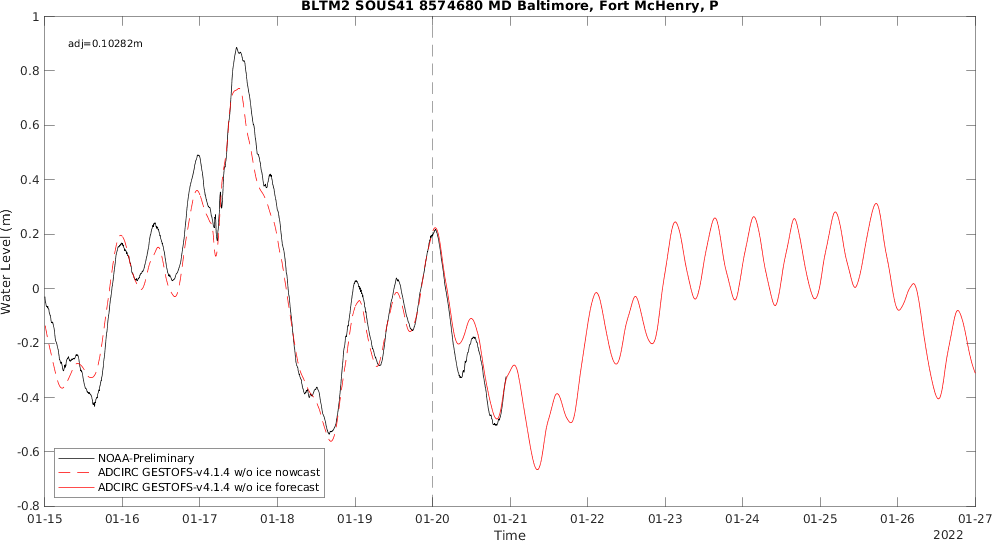 BLTM2 SOUS41 8574680 MD Baltimore, Fort McHenry, P
adj=0.10282m
1
0.8
0.6
0.4
0.2
0
-0.2
-0.4
-0.6
-0.8
Water Level (m)
NOAA-Preliminary
ADCIRC GESTOFS-v4.1.4 w/o ice nowcast
ADCIRC GESTOFS-v4.1.4 w/o ice forecast
01-15 01-16 01-17 01-18 01-19 01-20 01-21 01-22 01-23 01-24 01-25 01-26 01-27
Time
2022